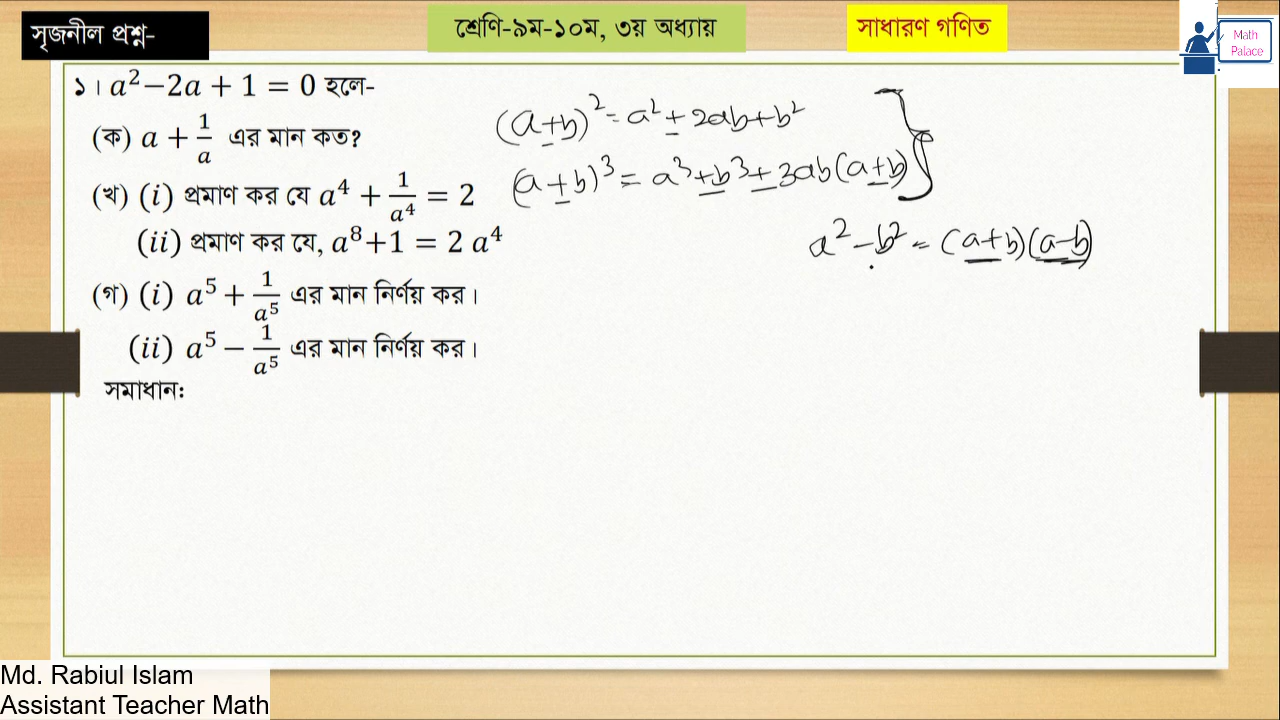 সৃজনীল প্রশ্ন-
শ্রেণি-৯ম-১০ম, ৩য় অধ্যায়
সাধারণ গণিত
Math
Palace
১। a²−2a + 1 = 0 হলে-
(ক) a + 1/a এর মান কত?
(খ) (i) প্রমাণ কর যে a⁴ + 1/a⁴ = 2
(ii) প্রমাণ কর যে, a⁸+1 = 2 a⁴
(গ) (i) a⁵ + 1/a⁵ এর মান নির্ণয় কর।
(ii) a⁵ − 1/a⁵ এর মান নির্ণয় কর।
সমাধানঃ
(a+b)² = a² + 2ab + b²
(a+b)³ = a³+b³+3ab(a+b)
a²−b² = (a+b)(a−b)
Md. Rabiul Islam
Assistant Teacher Math